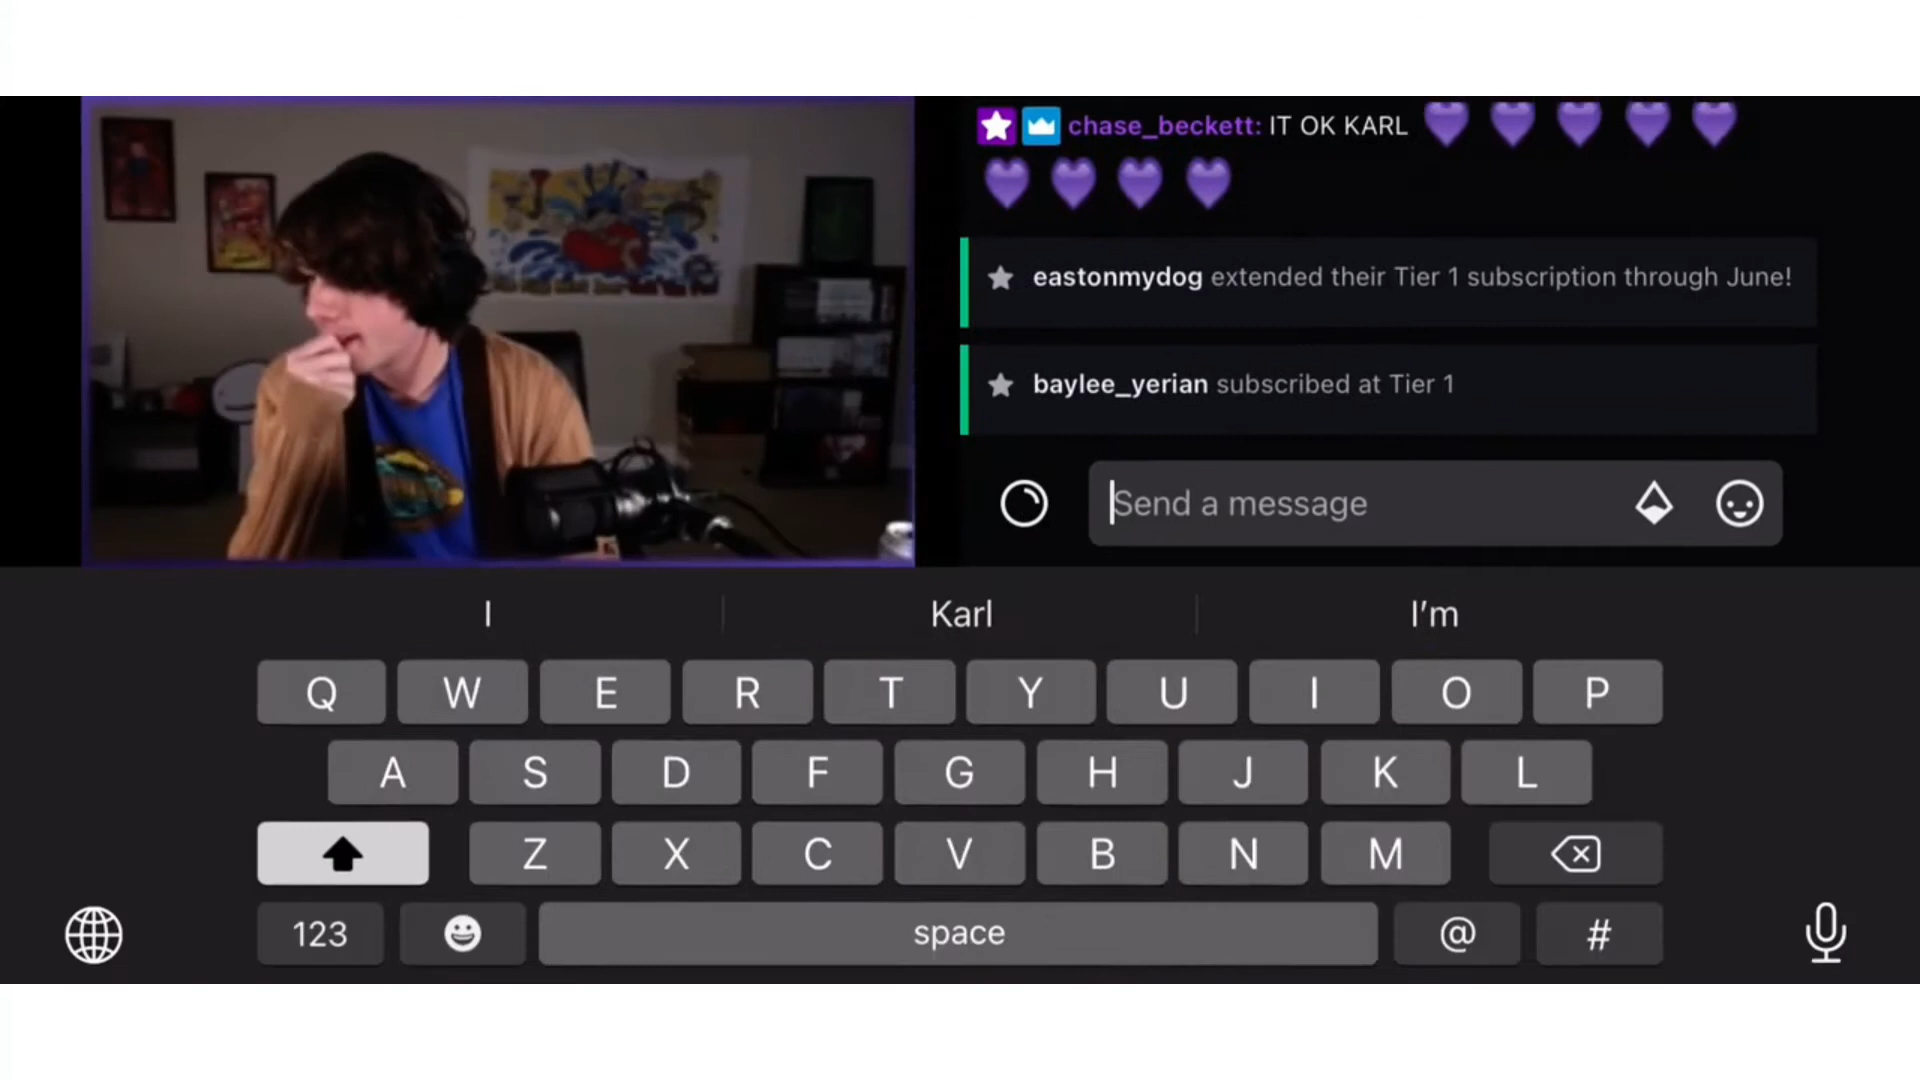 chase_beckett: IT OK KARL 💜 💜 💜 💜 💜
💜 💜 💜 💜
eastonmydog extended their Tier 1 subscription through June!
baylee_yerian subscribed at Tier 1
Send a message
I Karl I'm
Q W E R T Y U I O P
A S D F G H J K L
Z X C V B N M
123 space @ #